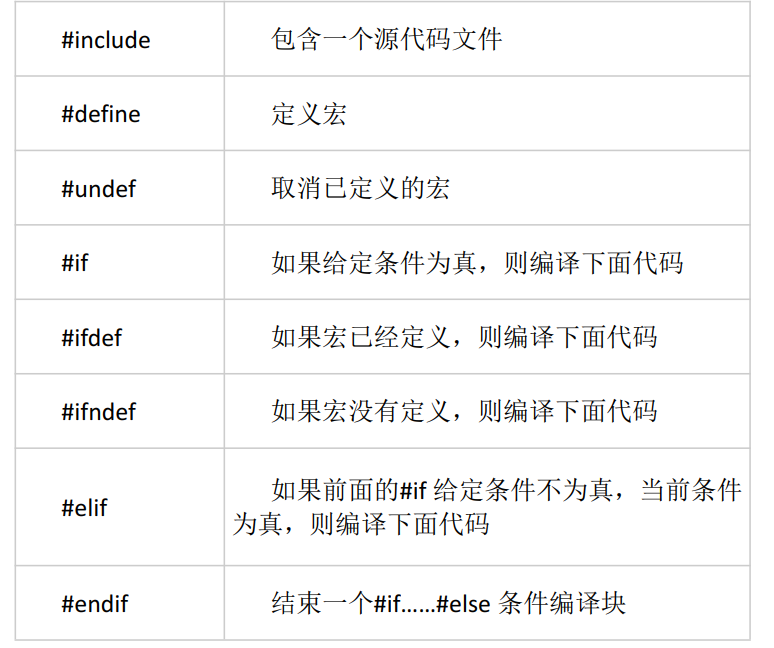 #include 包含一个源代码文件
#define 定义宏
#undef 取消已定义的宏
#if 如果给定条件为真，则编译下面代码
#ifdef 如果宏已经定义，则编译下面代码
#ifndef 如果宏没有定义，则编译下面代码
#elif 如果前面的#if 给定条件不为真，当前条件
为真，则编译下面代码
#endif 结束一个#if……#else 条件编译块